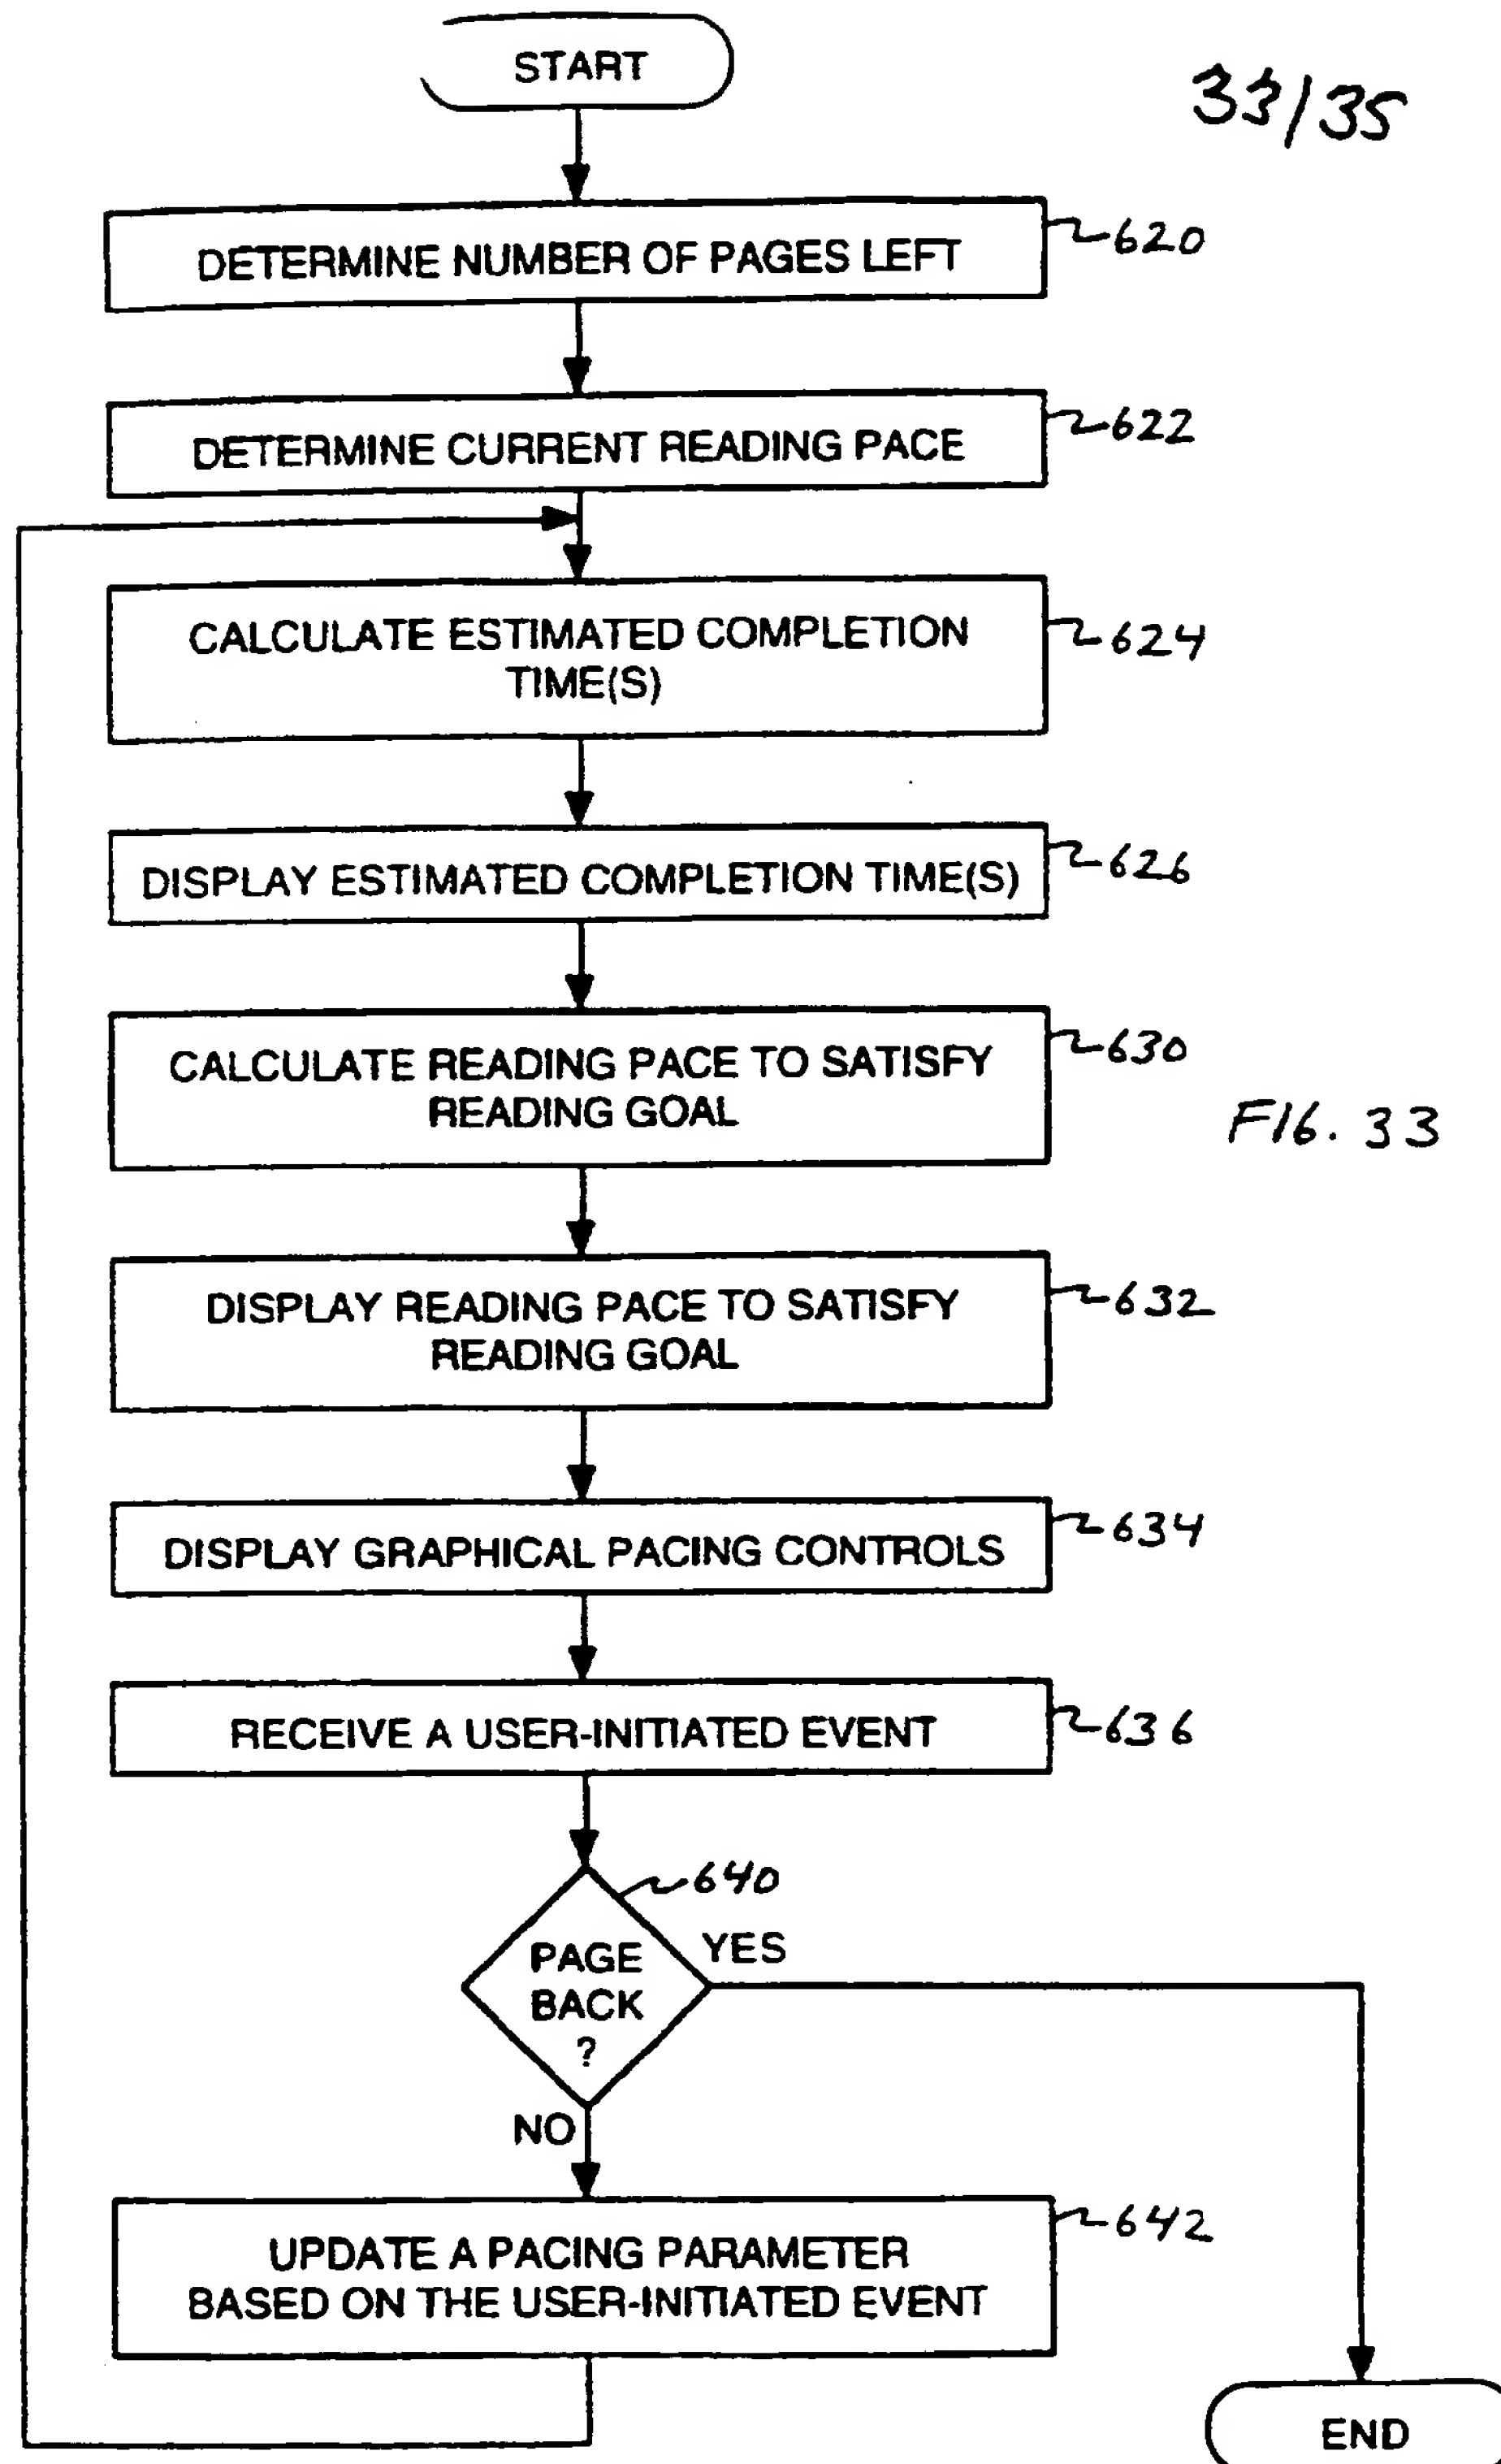 START
33/35
DETERMINE NUMBER OF PAGES LEFT
620
DETERMINE CURRENT READING PACE
622
CALCULATE ESTIMATED COMPLETION
TIME(S)
624
DISPLAY ESTIMATED COMPLETION TIME(S)
626
CALCULATE READING PACE TO SATISFY
READING GOAL
630
FIG. 33
DISPLAY READING PACE TO SATISFY
READING GOAL
632
DISPLAY GRAPHICAL PACING CONTROLS
634
RECEIVE A USER-INITIATED EVENT
636
640
PAGE
BACK
?
YES
NO
UPDATE A PACING PARAMETER
BASED ON THE USER-INITIATED EVENT
642
END